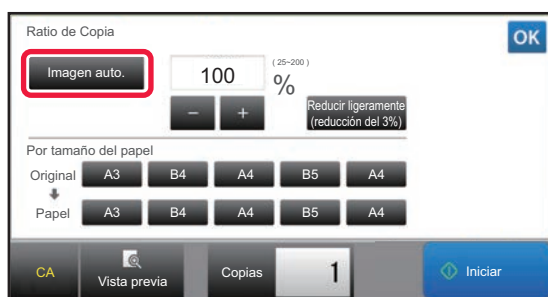 Ratio de Copia
OK
Imagen auto.
100
(25~200)
%
− +
Reducir ligeramente
(reducción del 3%)
Por tamaño del papel
Original A3 B4 A4 B5 A4
Papel A3 B4 A4 B5 A4
CA
Vista previa
Copias
1
Iniciar